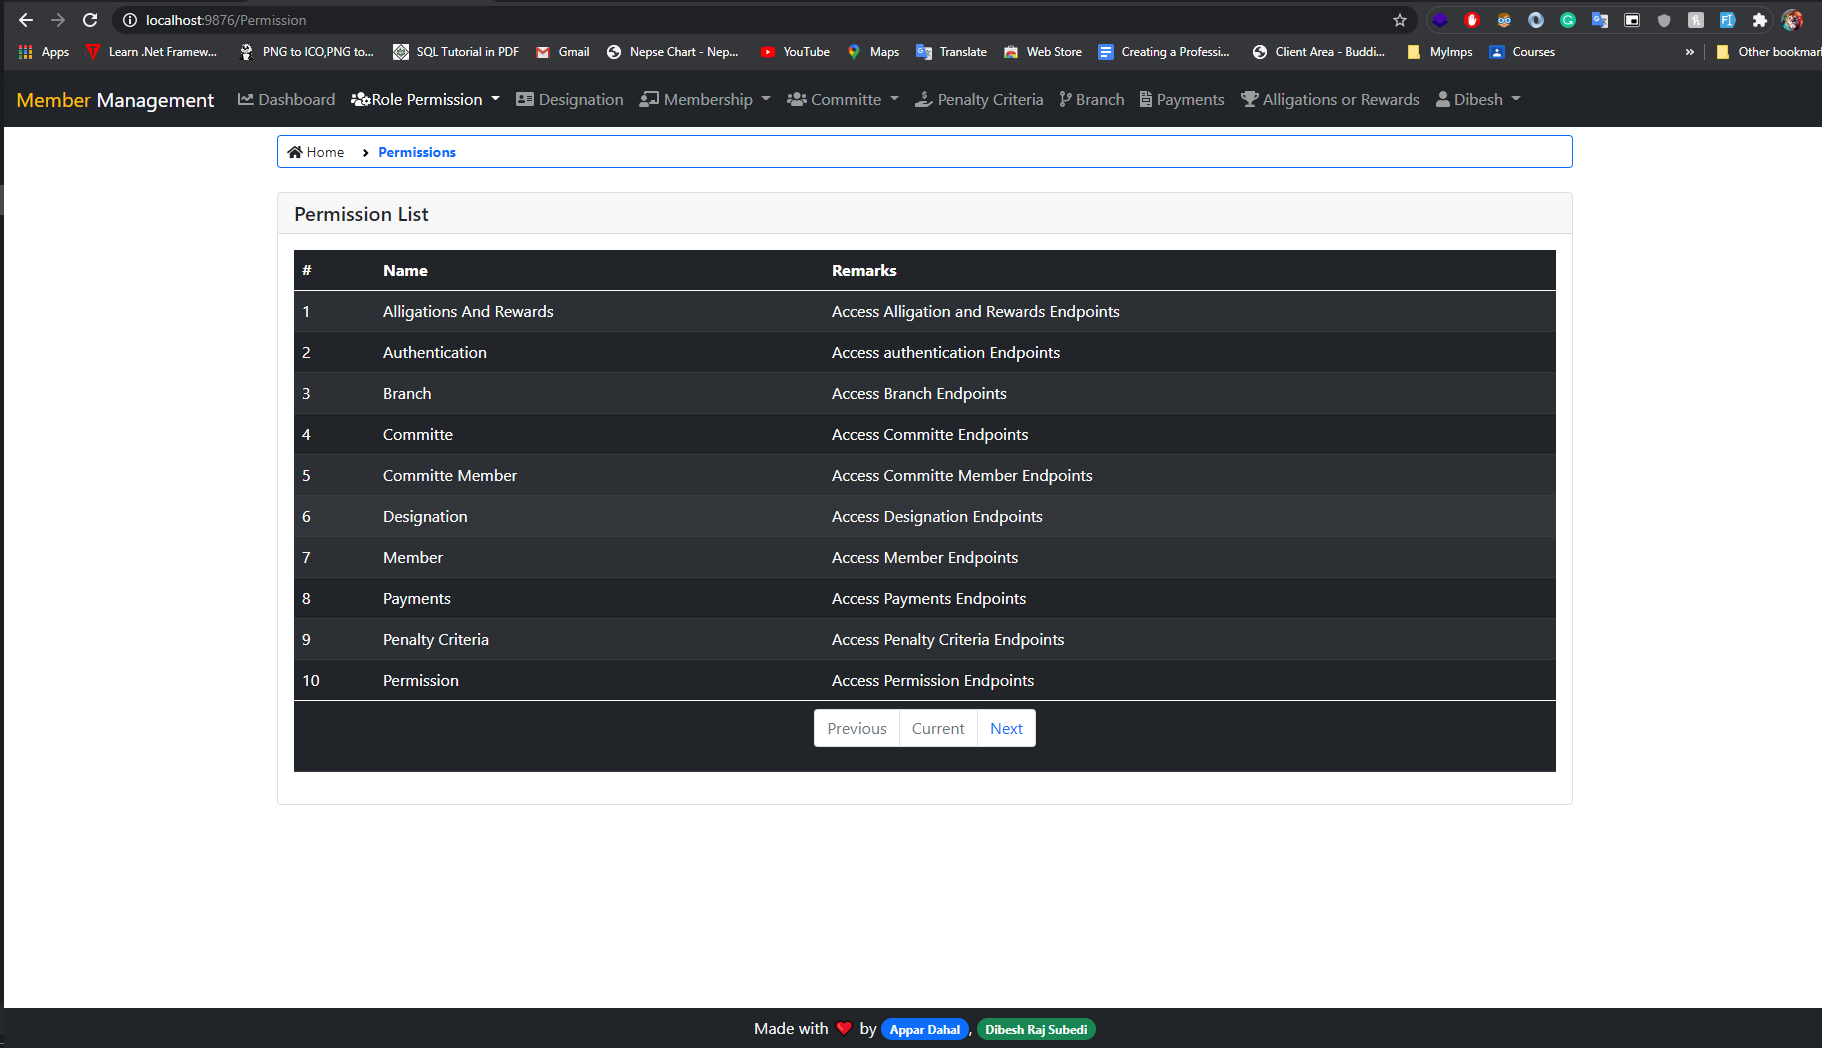 localhost:9876/Permission
Apps Learn .Net Framew... PNG to ICO,PNG to... SQL Tutorial in PDF Gmail Nepse Chart - Nep... YouTube Maps Translate Web Store Creating a Professi... Client Area - Buddi... MyImps Courses » Other bookmar
Member Management Dashboard Role Permission Designation Membership Committe Penalty Criteria Branch Payments Alligations or Rewards Dibesh
Home > Permissions
Permission List
# Name Remarks
1 Alligations And Rewards Access Alligation and Rewards Endpoints
2 Authentication Access authentication Endpoints
3 Branch Access Branch Endpoints
4 Committe Access Committe Endpoints
5 Committe Member Access Committe Member Endpoints
6 Designation Access Designation Endpoints
7 Member Access Member Endpoints
8 Payments Access Payments Endpoints
9 Penalty Criteria Access Penalty Criteria Endpoints
10 Permission Access Permission Endpoints
Previous Current Next
Made with ❤ by Appar Dahal, Dibesh Raj Subedi